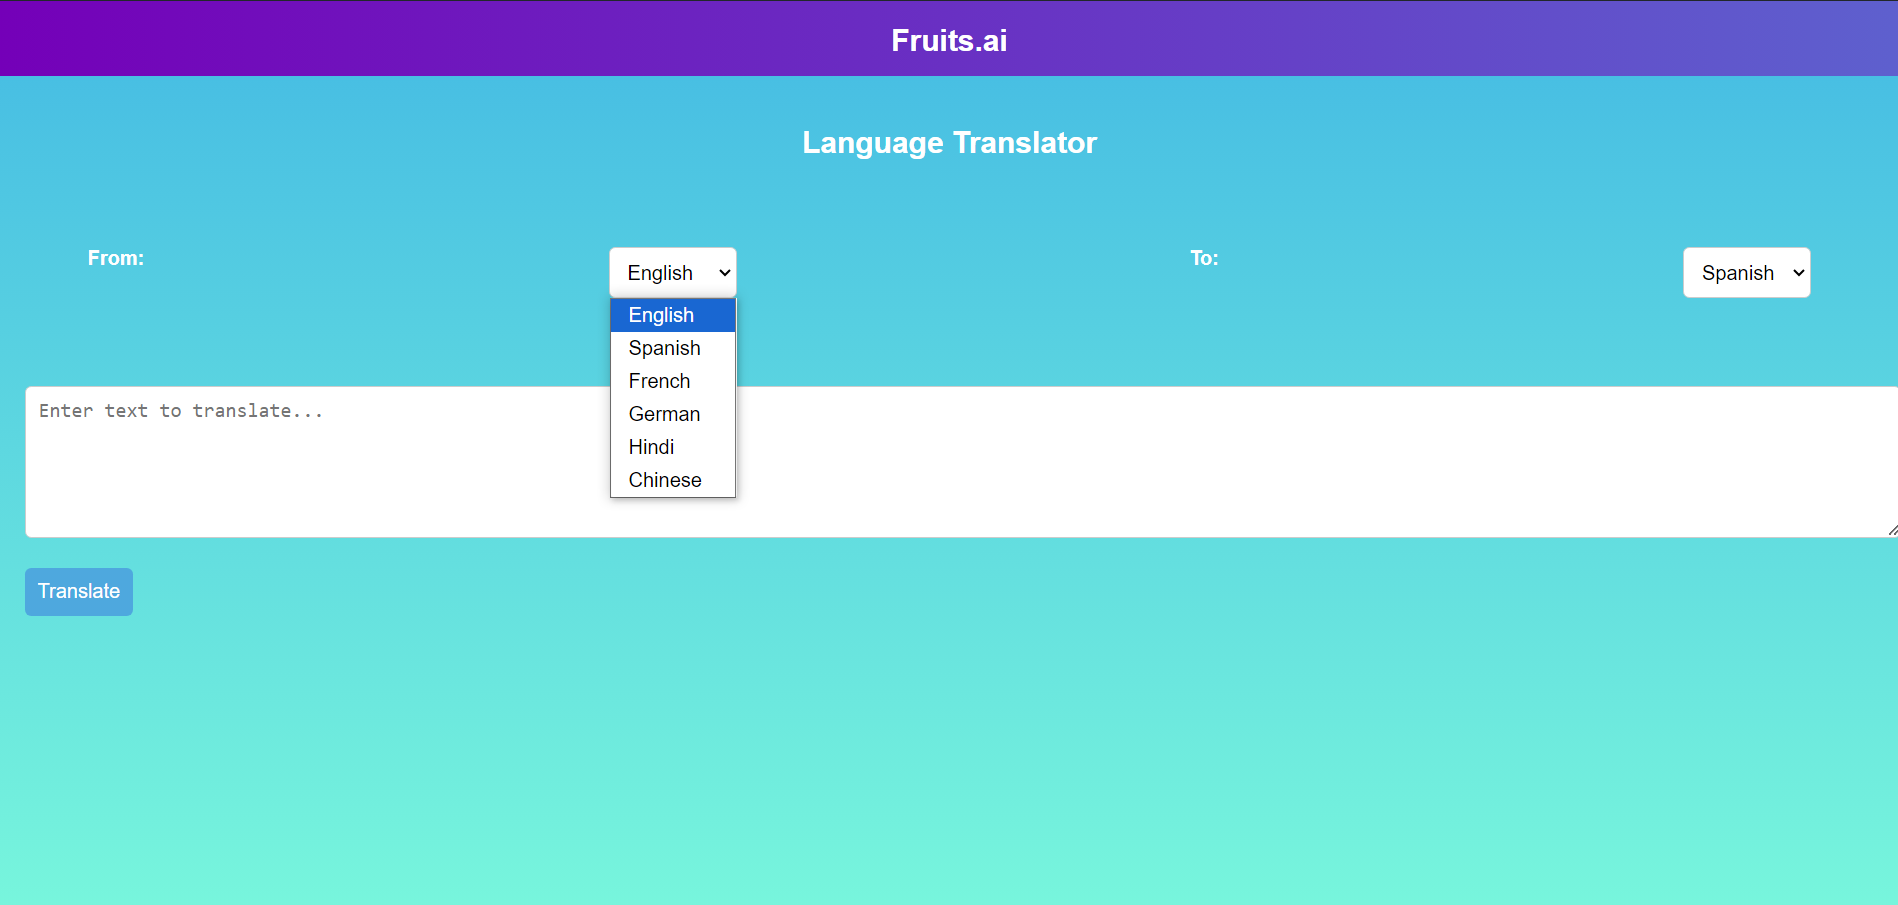 Fruits.ai
Language Translator
From: English To: Spanish
English
Spanish
French
German
Hindi
Chinese
Enter text to translate...
Translate